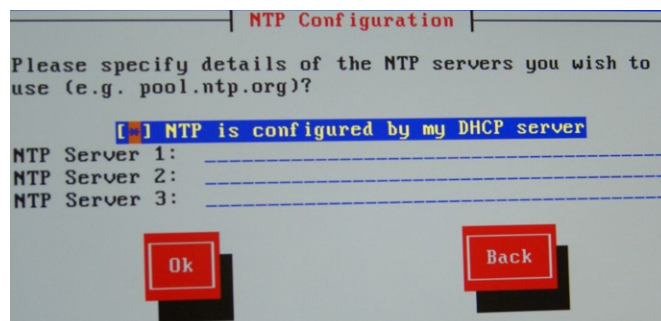 NTP Configuration
Please specify details of the NTP servers you wish to
use (e.g. pool.ntp.org)?
[*] NTP is configured by my DHCP server
NTP Server 1:
NTP Server 2:
NTP Server 3:
Ok Back